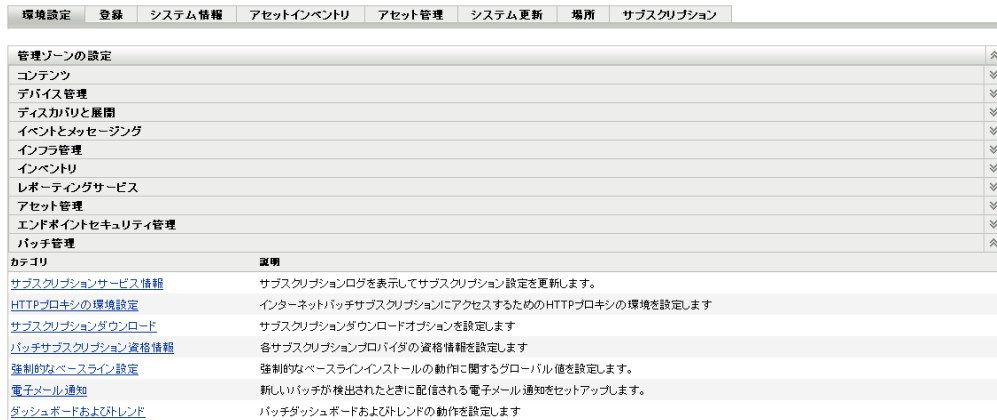 環境設定 登録 システム情報 アセットインベントリ アセット管理 システム更新 場所 サブスクリプション
管理ゾーンの設定
コンテンツ
デバイス管理
ディスカバリと展開
イベントとメッセージング
インフラ管理
インベントリ
レポーティングサービス
アセット管理
エンドポイントセキュリティ管理
パッチ管理
カテゴリ 説明
サブスクリプションサービス情報 サブスクリプションログを表示してサブスクリプション設定を更新します。
HTTPプロキシの環境設定 インターネットパッチサブスクリプションにアクセスするためのHTTPプロキシの環境を設定します
サブスクリプションダウンロード サブスクリプションダウンロードオプションを設定します
パッチサブスクリプション資格情報 各サブスクリプションプロバイダの資格情報を設定します
強制的なベースライン設定 強制的なベースラインインストールの動作に関するグローバル値を設定します。
電子メール通知 新しいパッチが検出されたときに配信される電子メール通知をセットアップします。
ダッシュボードおよびトレンド パッチダッシュボードおよびトレンドの動作を設定します